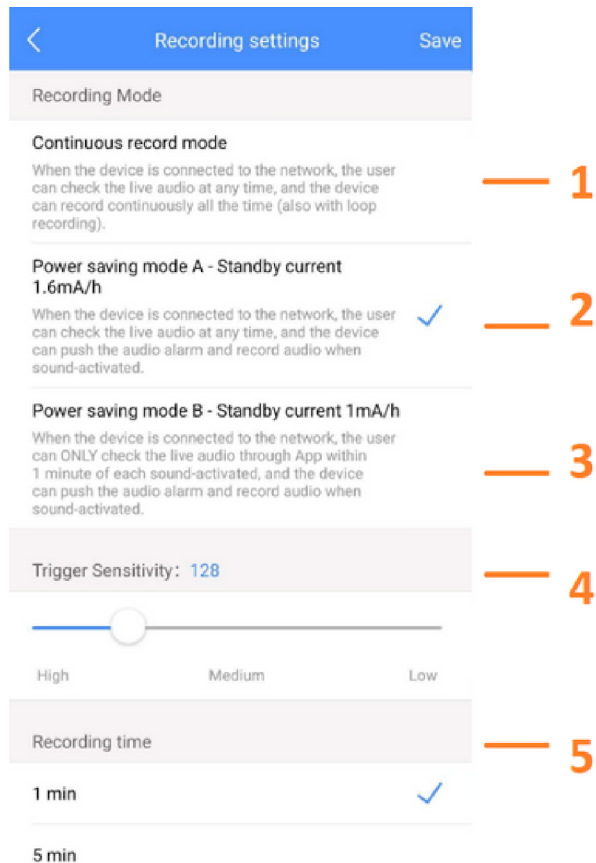 Recording settings Save
Recording Mode
Continuous record mode
When the device is connected to the network, the user
can check the live audio at any time, and the device
can record continuously all the time (also with loop
recording).
1
Power saving mode A - Standby current
1.6mA/h
When the device is connected to the network, the user
can check the live audio at any time, and the device
can push the audio alarm and record audio when
sound-activated.
2
Power saving mode B - Standby current 1mA/h
When the device is connected to the network, the user
can ONLY check the live audio through App within
1 minute of each sound-activated, and the device
can push the audio alarm and record audio when
sound-activated.
3
Trigger Sensitivity: 128
4
High Medium Low
Recording time
5
1 min
5 min